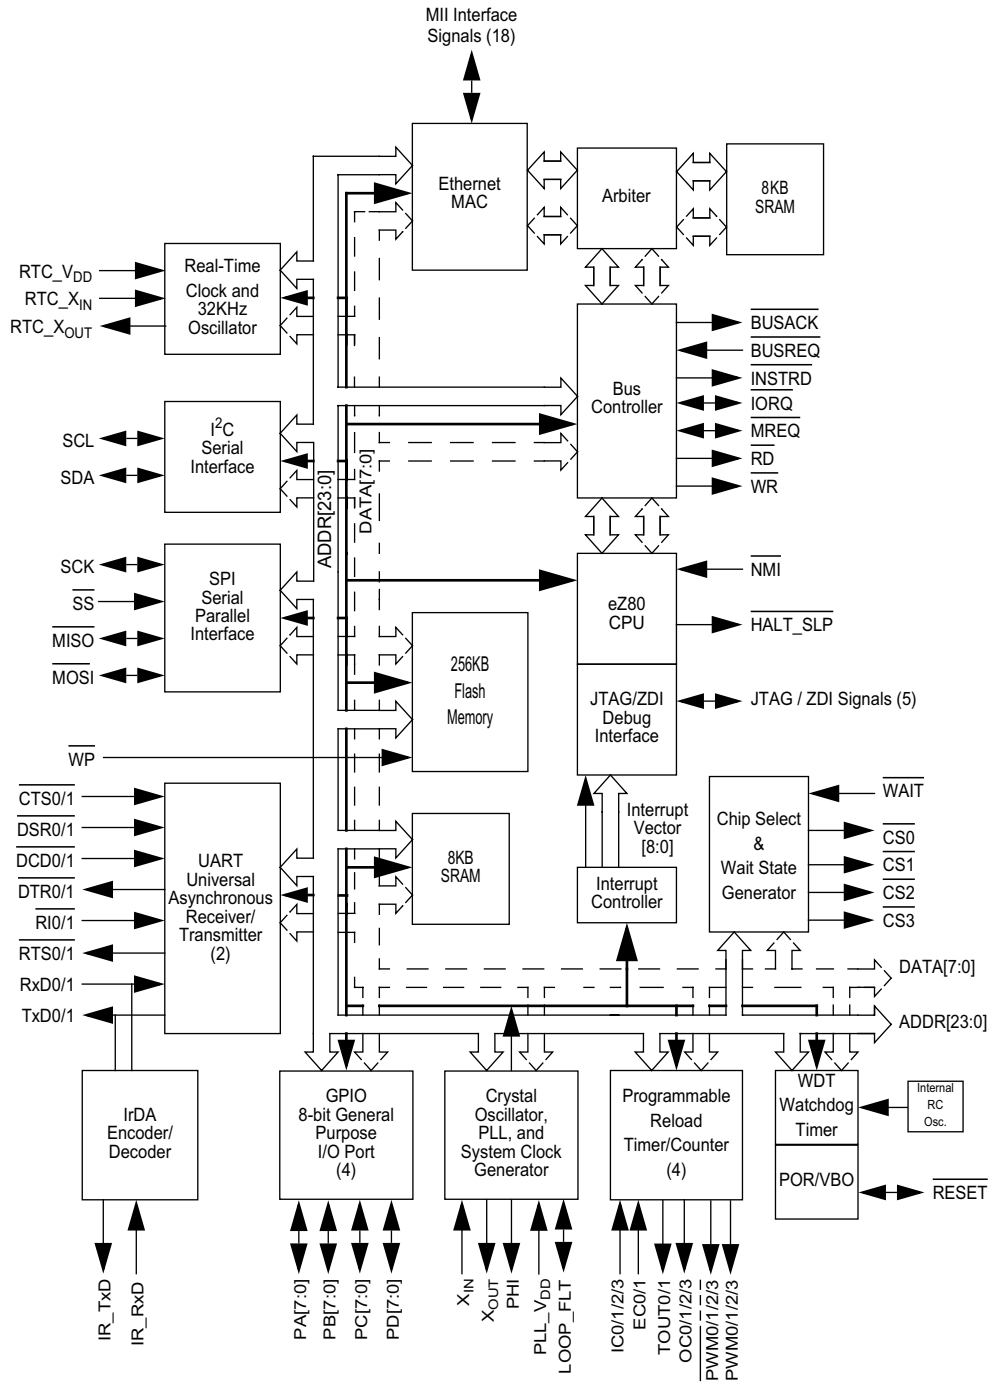 MII Interface
Signals (18)
Ethernet
MAC
Arbiter
8KB
SRAM
RTC_VDD
RTC_XIN
RTC_XOUT
Real-Time
Clock and
32KHz
Oscillator
BUSACK
BUSREQ
INSTRD
IORQ
MREQ
RD
WR
Bus
Controller
SCL
SDA
I2C
Serial
Interface
ADDR[23:0]
DATA[7:0]
SCK
SS
MISO
MOSI
SPI
Serial
Parallel
Interface
eZ80
CPU
NMI
HALT_SLP
256KB
Flash
Memory
JTAG/ZDI
Debug
Interface
JTAG / ZDI Signals (5)
WP
CTS0/1
DSR0/1
DCD0/1
DTR0/1
RI0/1
RTS0/1
RxD0/1
TxD0/1
UART
Universal
Asynchronous
Receiver/
Transmitter
(2)
8KB
SRAM
Interrupt
Vector
[8:0]
Interrupt
Controller
Chip Select
&
Wait State
Generator
WAIT
CS0
CS1
CS2
CS3
DATA[7:0]
ADDR[23:0]
IrDA
Encoder/
Decoder
GPIO
8-bit General
Purpose
I/O Port
(4)
Crystal
Oscillator,
PLL, and
System Clock
Generator
Programmable
Reload
Timer/Counter
(4)
WDT
Watchdog
Timer
Internal
RC
Osc.
POR/VBO
RESET
IR_TxD
IR_RxD
PA[7:0]
PB[7:0]
PC[7:0]
PD[7:0]
XIN
XOUT
PHI
PLL_VDD
LOOP_FLT
IC0/1/2/3
EC0/1
TOUT0/1
OC0/1/2/3
PWM0/1/2/3
PWM0/1/2/3